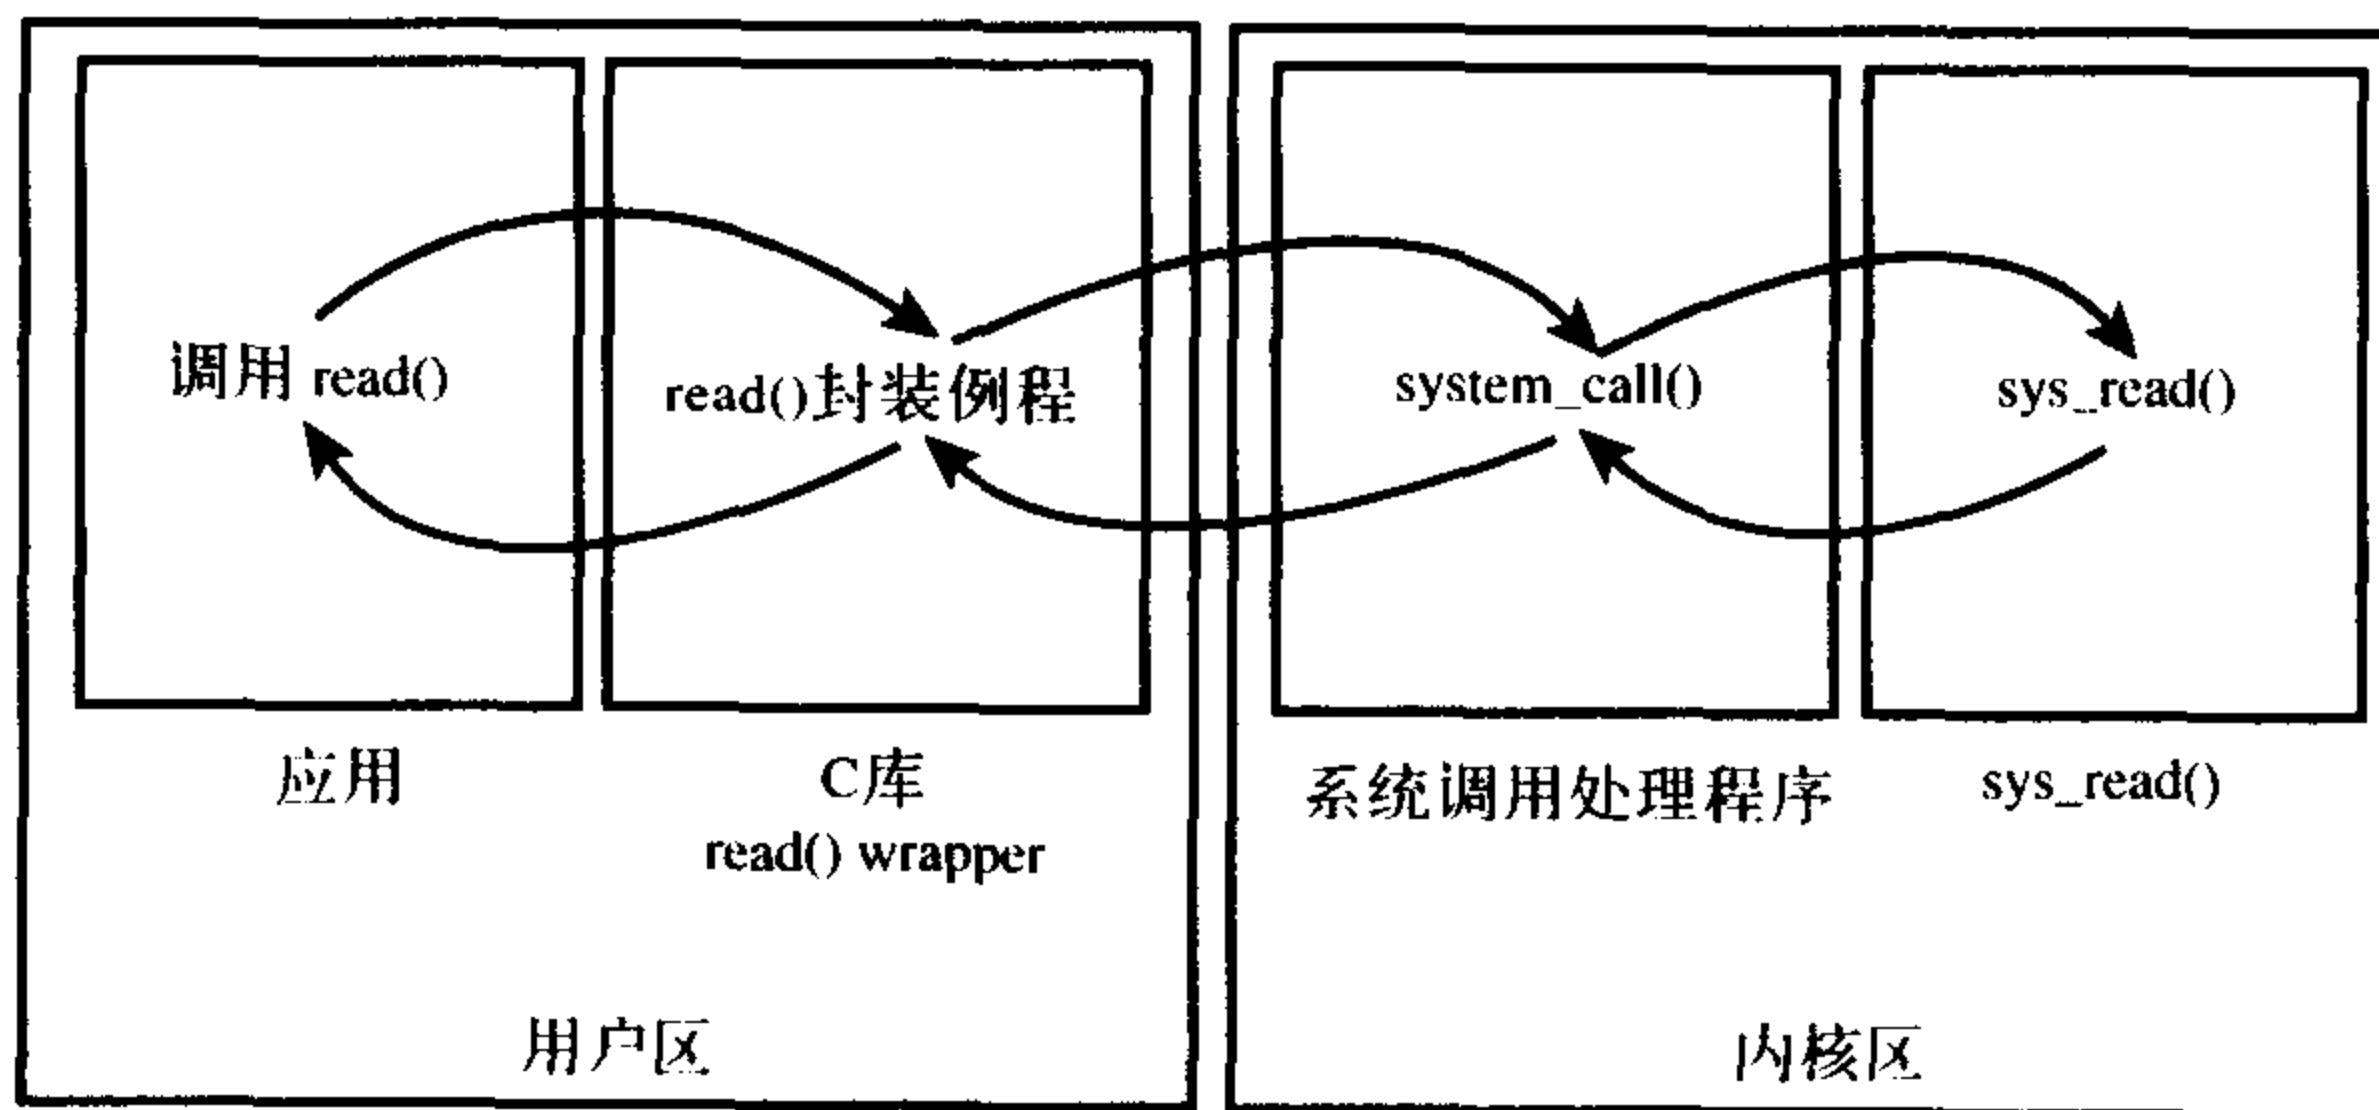 调用 read()
read()封装例程
system_call()
sys_read()
应用
C库
read() wrapper
系统调用处理程序
sys_read()
用户区
内核区